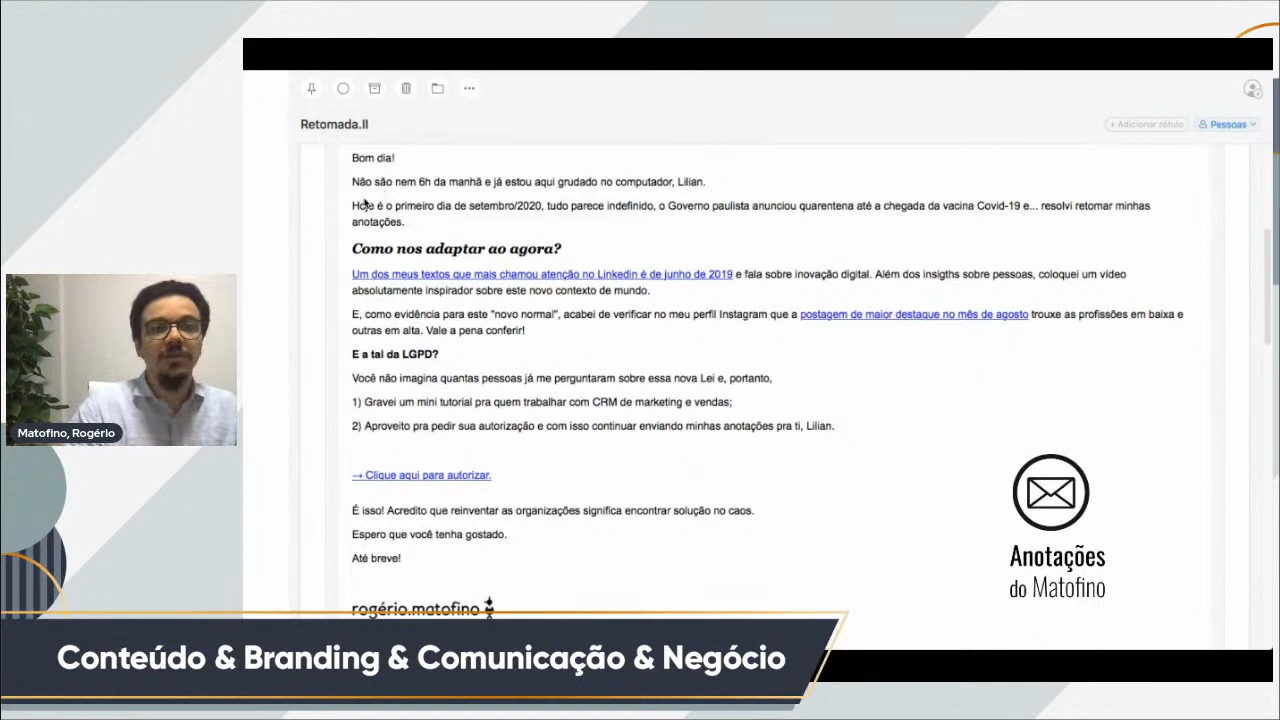 Retomada.II
+ Adicionar rótulo
Pessoas
Bom dia!
Não são nem 6h da manhã e já estou aqui grudado no computador, Lilian.
Hoje é o primeiro dia de setembro/2020, tudo parece indefinido, o Governo paulista anunciou quarentena até a chegada da vacina Covid-19 e... resolvi retomar minhas
anotações.
Como nos adaptar ao agora?
Um dos meus textos que mais chamou atenção no Linkedin é de junho de 2019 e fala sobre inovação digital. Além dos insigths sobre pessoas, coloquei um vídeo
absolutamente inspirador sobre este novo contexto de mundo.
E, como evidência para este "novo normal", acabei de verificar no meu perfil Instagram que a postagem de maior destaque no mês de agosto trouxe as profissões em baixa e
outras em alta. Vale a pena conferir!
E a tal da LGPD?
Você não imagina quantas pessoas já me perguntaram sobre essa nova Lei e, portanto,
1) Gravei um mini tutorial pra quem trabalhar com CRM de marketing e vendas;
2) Aproveito pra pedir sua autorização e com isso continuar enviando minhas anotações pra ti, Lilian.
→ Clique aqui para autorizar.
É isso! Acredito que reinventar as organizações significa encontrar solução no caos.
Espero que você tenha gostado.
Até breve!
rogério.matofino
Matofino, Rogério
Anotações
do Matofino
Conteúdo & Branding & Comunicação & Negócio